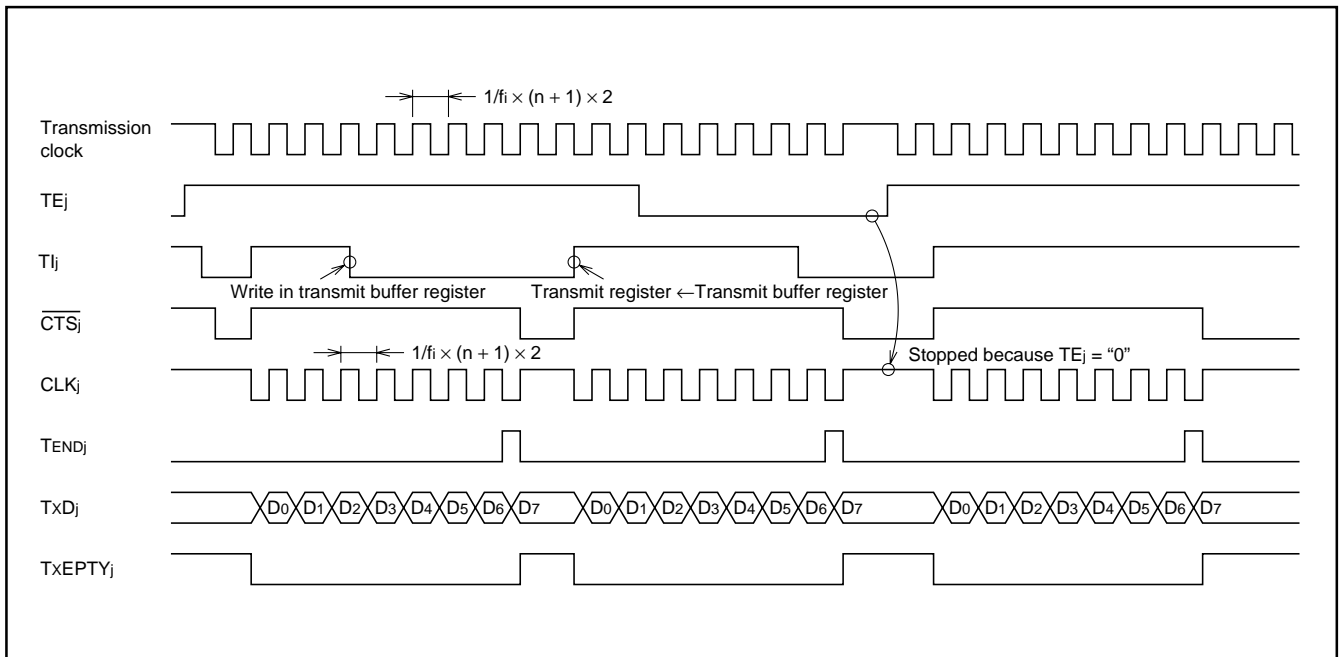 1/fi × (n + 1) × 2
Transmission
clock
TEj
TIj
Write in transmit buffer register
Transmit register ←Transmit buffer register
CTSj
1/fi × (n + 1) × 2
Stopped because TEj = “0”
CLKj
TENDj
TXDj
D0 D1 D2 D3 D4 D5 D6 D7 D0 D1 D2 D3 D4 D5 D6 D7 D0 D1 D2 D3 D4 D5 D6 D7
TXEPTYj